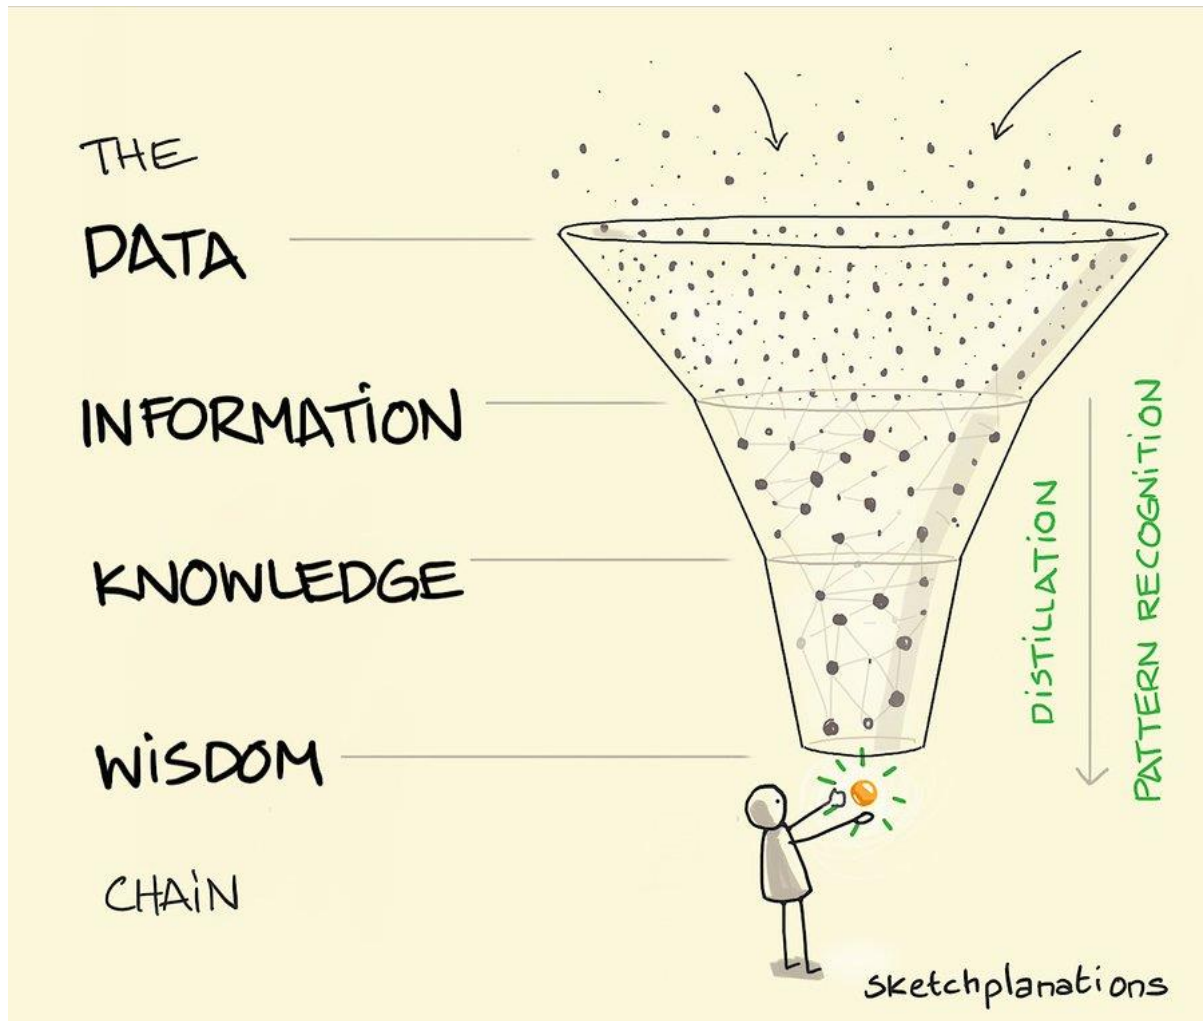 THE
DATA
INFORMATION
KNOWLEDGE
WISDOM
CHAIN
DISTILLATION
PATTERN RECOGNITION
sketchplanations